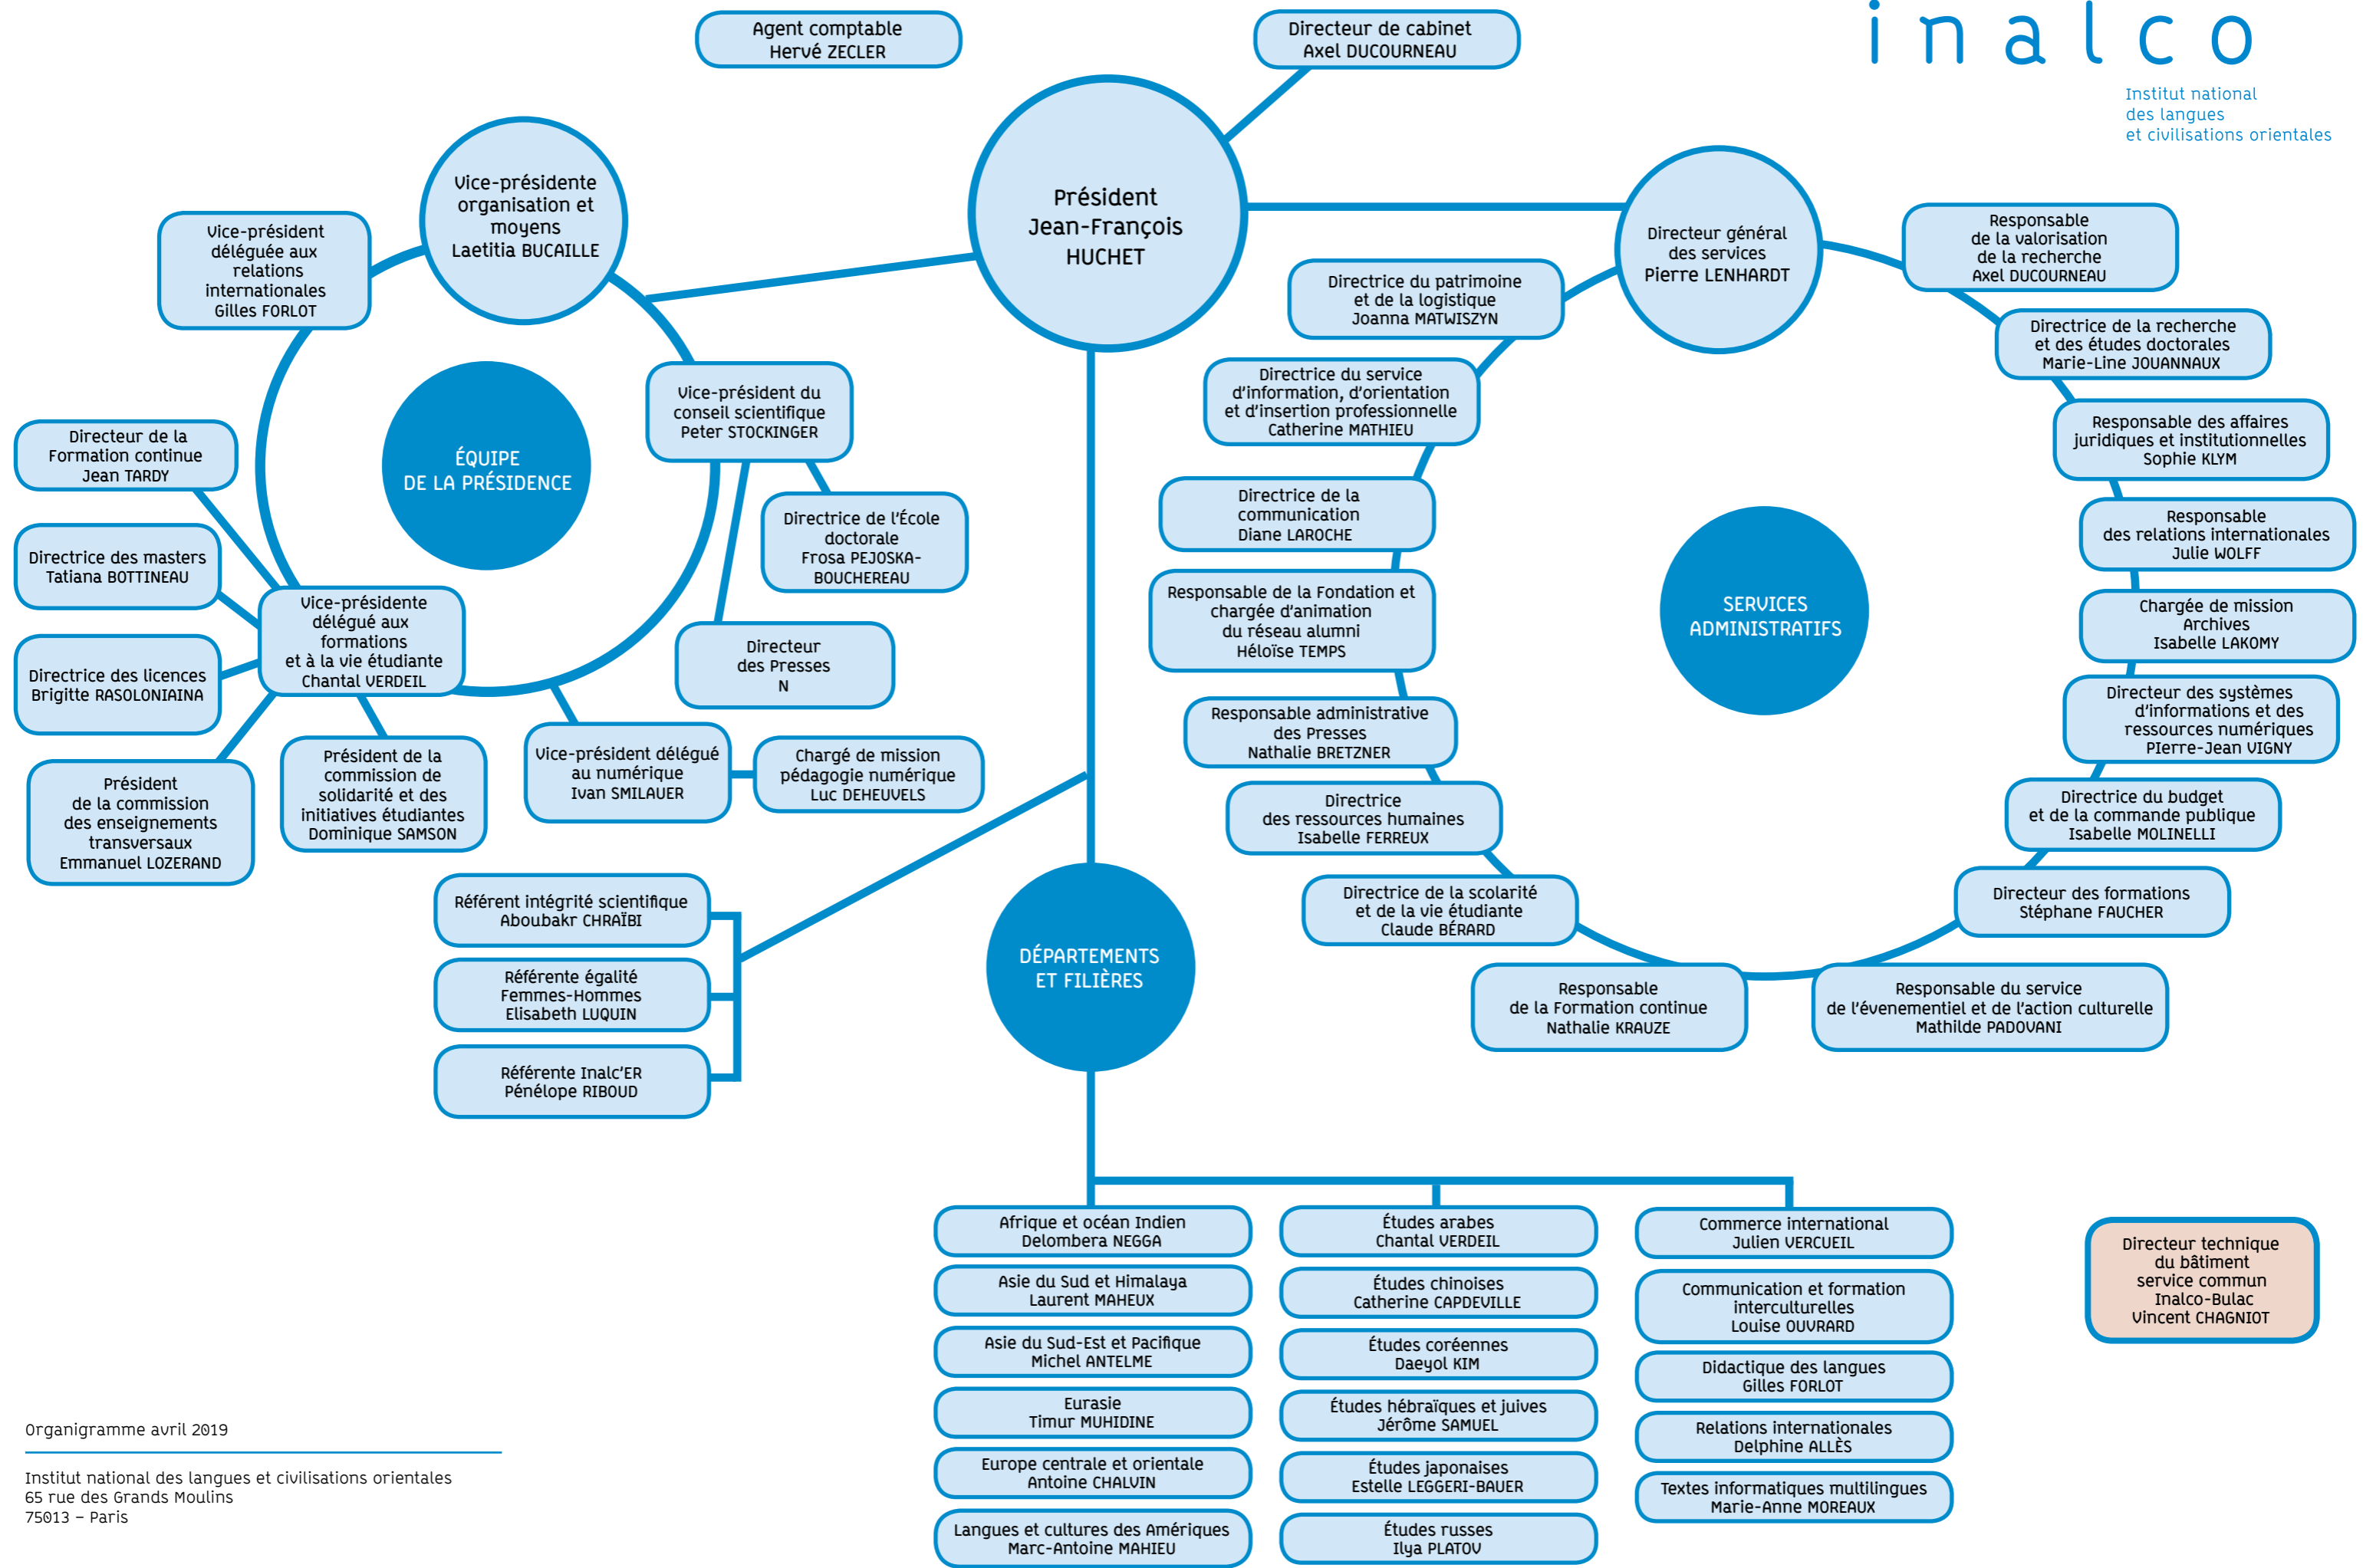 Agent comptable
Hervé ZECLER
Directeur de cabinet
Axel DUCOURNEAU
inalco
Institut national
des langues
et civilisations orientales
Président
Jean-François
HUCHET
Vice-présidente
organisation et
moyens
Laetitia BUCAILLE
Vice-président
déléguée aux
relations
internationales
Gilles FORLOT
ÉQUIPE
DE LA PRÉSIDENCE
Vice-président du
conseil scientifique
Peter STOCKINGER
Directrice de l'École
doctorale
Frosa PEJOSKA-
BOUCHEREAU
Directeur
des Presses
N
Directeur de la
Formation continue
Jean TARDY
Directrice des masters
Tatiana BOTTINEAU
Directrice des licences
Brigitte RASOLONIAINA
Vice-présidente
délégué aux
formations
et à la vie étudiante
Chantal VERDEIL
Président
de la commission
des enseignements
transversaux
Emmanuel LOZERAND
Président de la
commission de
solidarité et des
initiatives étudiantes
Dominique SAMSON
Vice-président délégué
au numérique
Ivan SMILAUER
Chargé de mission
pédagogie numérique
Luc DEHEUVELS
Référent intégrité scientifique
Aboubakr CHRAÏBI
Référente égalité
Femmes-Hommes
Elisabeth LUQUIN
Référente Inalc'ER
Pénélope RIBOUD
Directeur général
des services
Pierre LENHARDT
Directrice du patrimoine
et de la logistique
Joanna MATWISZYN
Directrice du service
d'information, d'orientation
et d'insertion professionnelle
Catherine MATHIEU
Directrice de la
communication
Diane LAROCHE
Responsable de la Fondation et
chargée d'animation
du réseau alumni
Héloïse TEMPS
Responsable administrative
des Presses
Nathalie BRETZNER
Directrice
des ressources humaines
Isabelle FERREUX
Directrice de la scolarité
et de la vie étudiante
Claude BÉRARD
Responsable
de la Formation continue
Nathalie KRAUZE
SERVICES
ADMINISTRATIFS
Responsable
de la valorisation
de la recherche
Axel DUCOURNEAU
Directrice de la recherche
et des études doctorales
Marie-Line JOUANNAUX
Responsable des affaires
juridiques et institutionnelles
Sophie KLYM
Responsable
des relations internationales
Julie WOLFF
Chargée de mission
Archives
Isabelle LAKOMY
Directeur des systèmes
d'informations et des
ressources numériques
PIerre-Jean VIGNY
Directrice du budget
et de la commande publique
Isabelle MOLINELLI
Directeur des formations
Stéphane FAUCHER
Responsable du service
de l'évenementiel et de l'action culturelle
Mathilde PADOVANI
DÉPARTEMENTS
ET FILIÈRES
Afrique et océan Indien
Delombera NEGGA
Asie du Sud et Himalaya
Laurent MAHEUX
Asie du Sud-Est et Pacifique
Michel ANTELME
Eurasie
Timur MUHIDINE
Europe centrale et orientale
Antoine CHALVIN
Langues et cultures des Amériques
Marc-Antoine MAHIEU
Études arabes
Chantal VERDEIL
Études chinoises
Catherine CAPDEVILLE
Études coréennes
Daeyol KIM
Études hébraïques et juives
Jérôme SAMUEL
Études japonaises
Estelle LEGGERI-BAUER
Études russes
Ilya PLATOV
Commerce international
Julien VERCUEIL
Communication et formation
interculturelles
Louise OUVRARD
Didactique des langues
Gilles FORLOT
Relations internationales
Delphine ALLÈS
Textes informatiques multilingues
Marie-Anne MOREAUX
Directeur technique
du bâtiment
service commun
Inalco-Bulac
Vincent CHAGNIOT
Organigramme avril 2019
Institut national des langues et civilisations orientales
65 rue des Grands Moulins
75013 – Paris